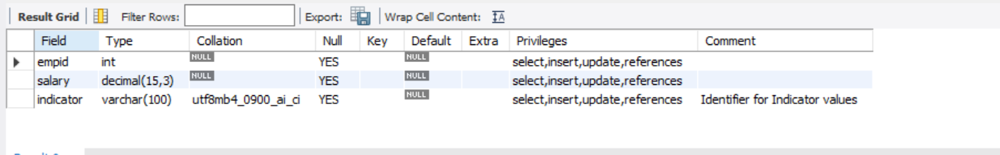 Result Grid Filter Rows: Export: Wrap Cell Content: IA
Field Type Collation Null Key Default Extra Privileges Comment
empid int NULL YES NULL select,insert,update,references
salary decimal(15,3) NULL YES NULL select,insert,update,references
indicator varchar(100) utf8mb4_0900_ai_ci YES NULL select,insert,update,references Identifier for Indicator values